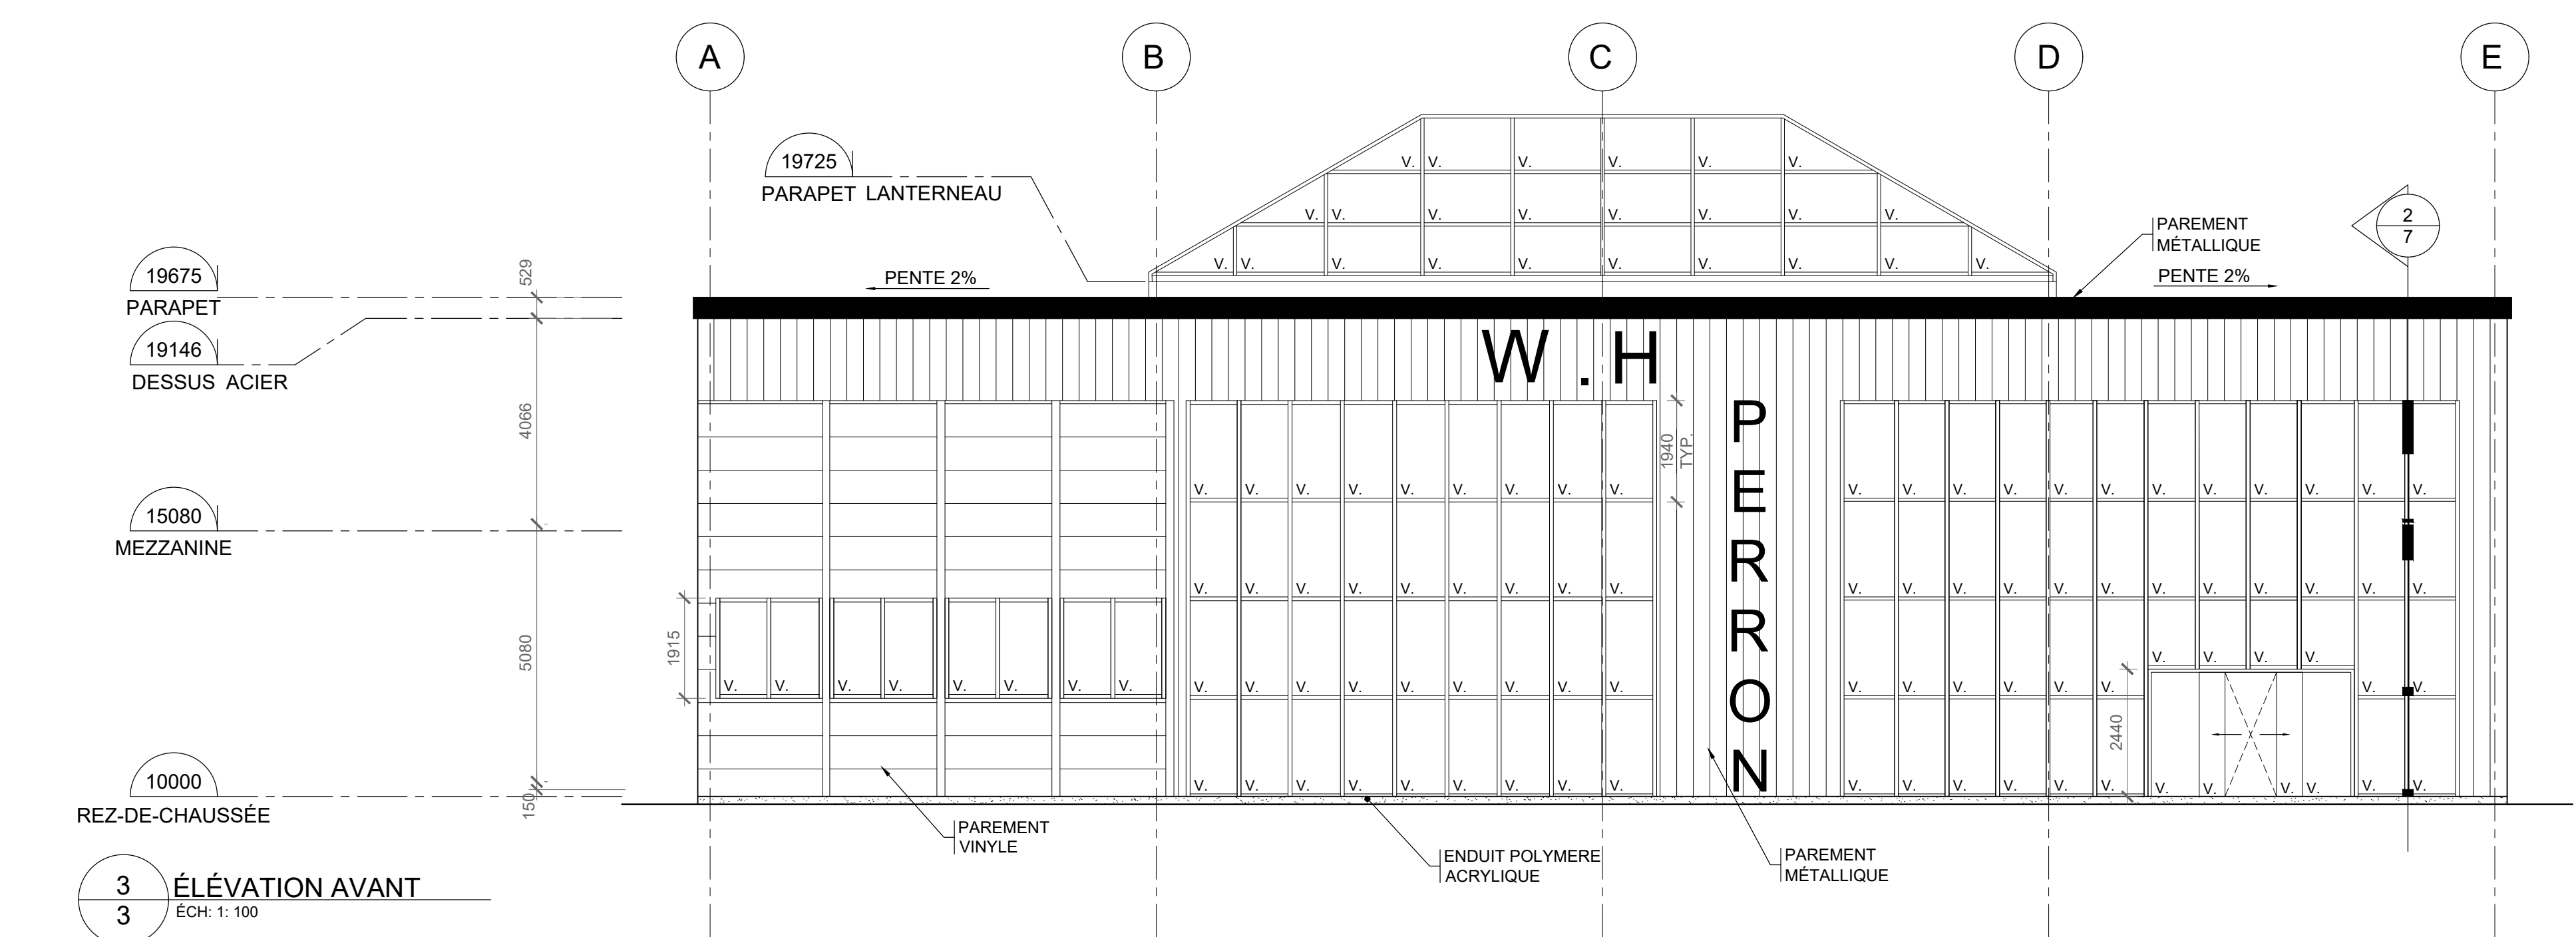 A B C D E
19725
PARAPET LANTERNEAU
19675
PARAPET
19146
DESSUS ACIER
15080
MEZZANINE
10000
REZ-DE-CHAUSSÉE
529
4066
5080
150
1915
PENTE 2%
V. V. V. V. V. V.
V. V. V. V. V. V. V. V.
V. V. V. V. V. V. V. V. V. V.
PAREMENT
MÉTALLIQUE
PENTE 2%
2
7
W.H
PERRON
1940
TYP.
V. V. V. V. V. V. V. V. V. V. V. V. V. V. V. V. V. V. V. V. V.
V. V. V. V. V. V. V. V. V. V. V. V. V. V. V. V. V. V. V. V. V.
V. V. V. V.
V. V. V. V. V. V. V. V. V. V. V. V. V. V. V. V. V. V. V. V. V. V. V. V. V.
2440
V. V. V. V. V. V. V. V. V. V. V. V. V. V. V. V. V. V. V. V. V.
PAREMENT
VINYLE
ENDUIT POLYMERE
ACRYLIQUE
PAREMENT
MÉTALLIQUE
3
3
ÉLÉVATION AVANT
ÉCH: 1: 100